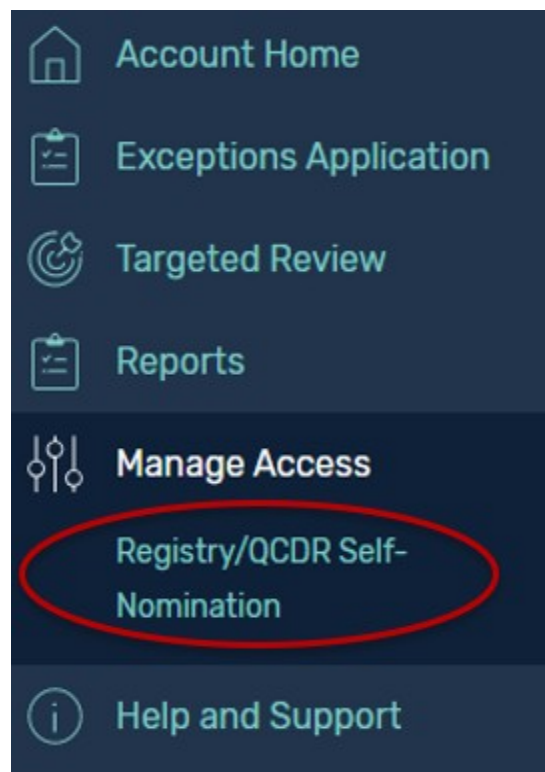 Account Home
Exceptions Application
Targeted Review
Reports
Manage Access
Registry/QCDR Self-
Nomination
Help and Support